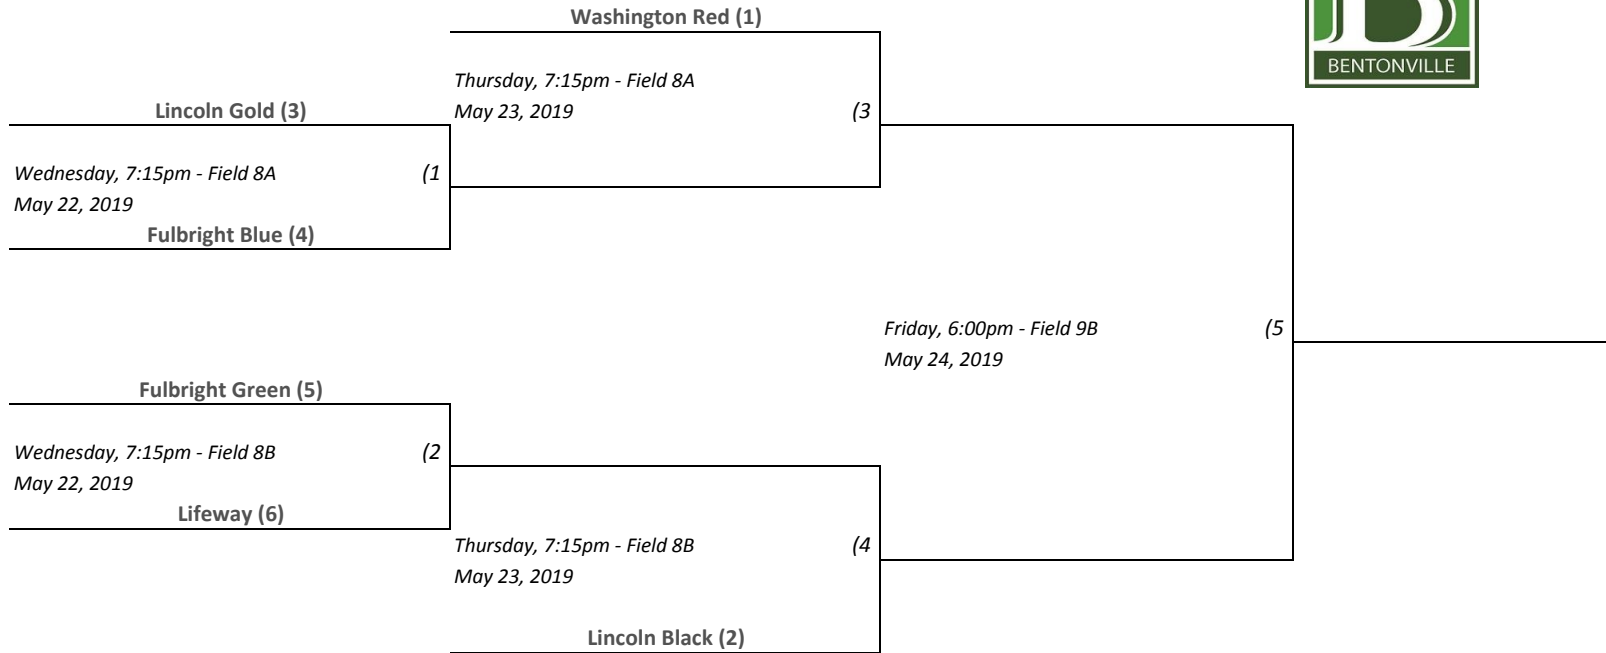 Washington Red (1)
BENTONVILLE
Thursday, 7:15pm - Field 8A
Lincoln Gold (3)
May 23, 2019
(3
Wednesday, 7:15pm - Field 8A
(1
May 22, 2019
Fulbright Blue (4)
Friday, 6:00pm - Field 9B
(5
May 24, 2019
Fulbright Green (5)
Wednesday, 7:15pm - Field 8B
(2
May 22, 2019
Lifeway (6)
Thursday, 7:15pm - Field 8B
(4
May 23, 2019
Lincoln Black (2)